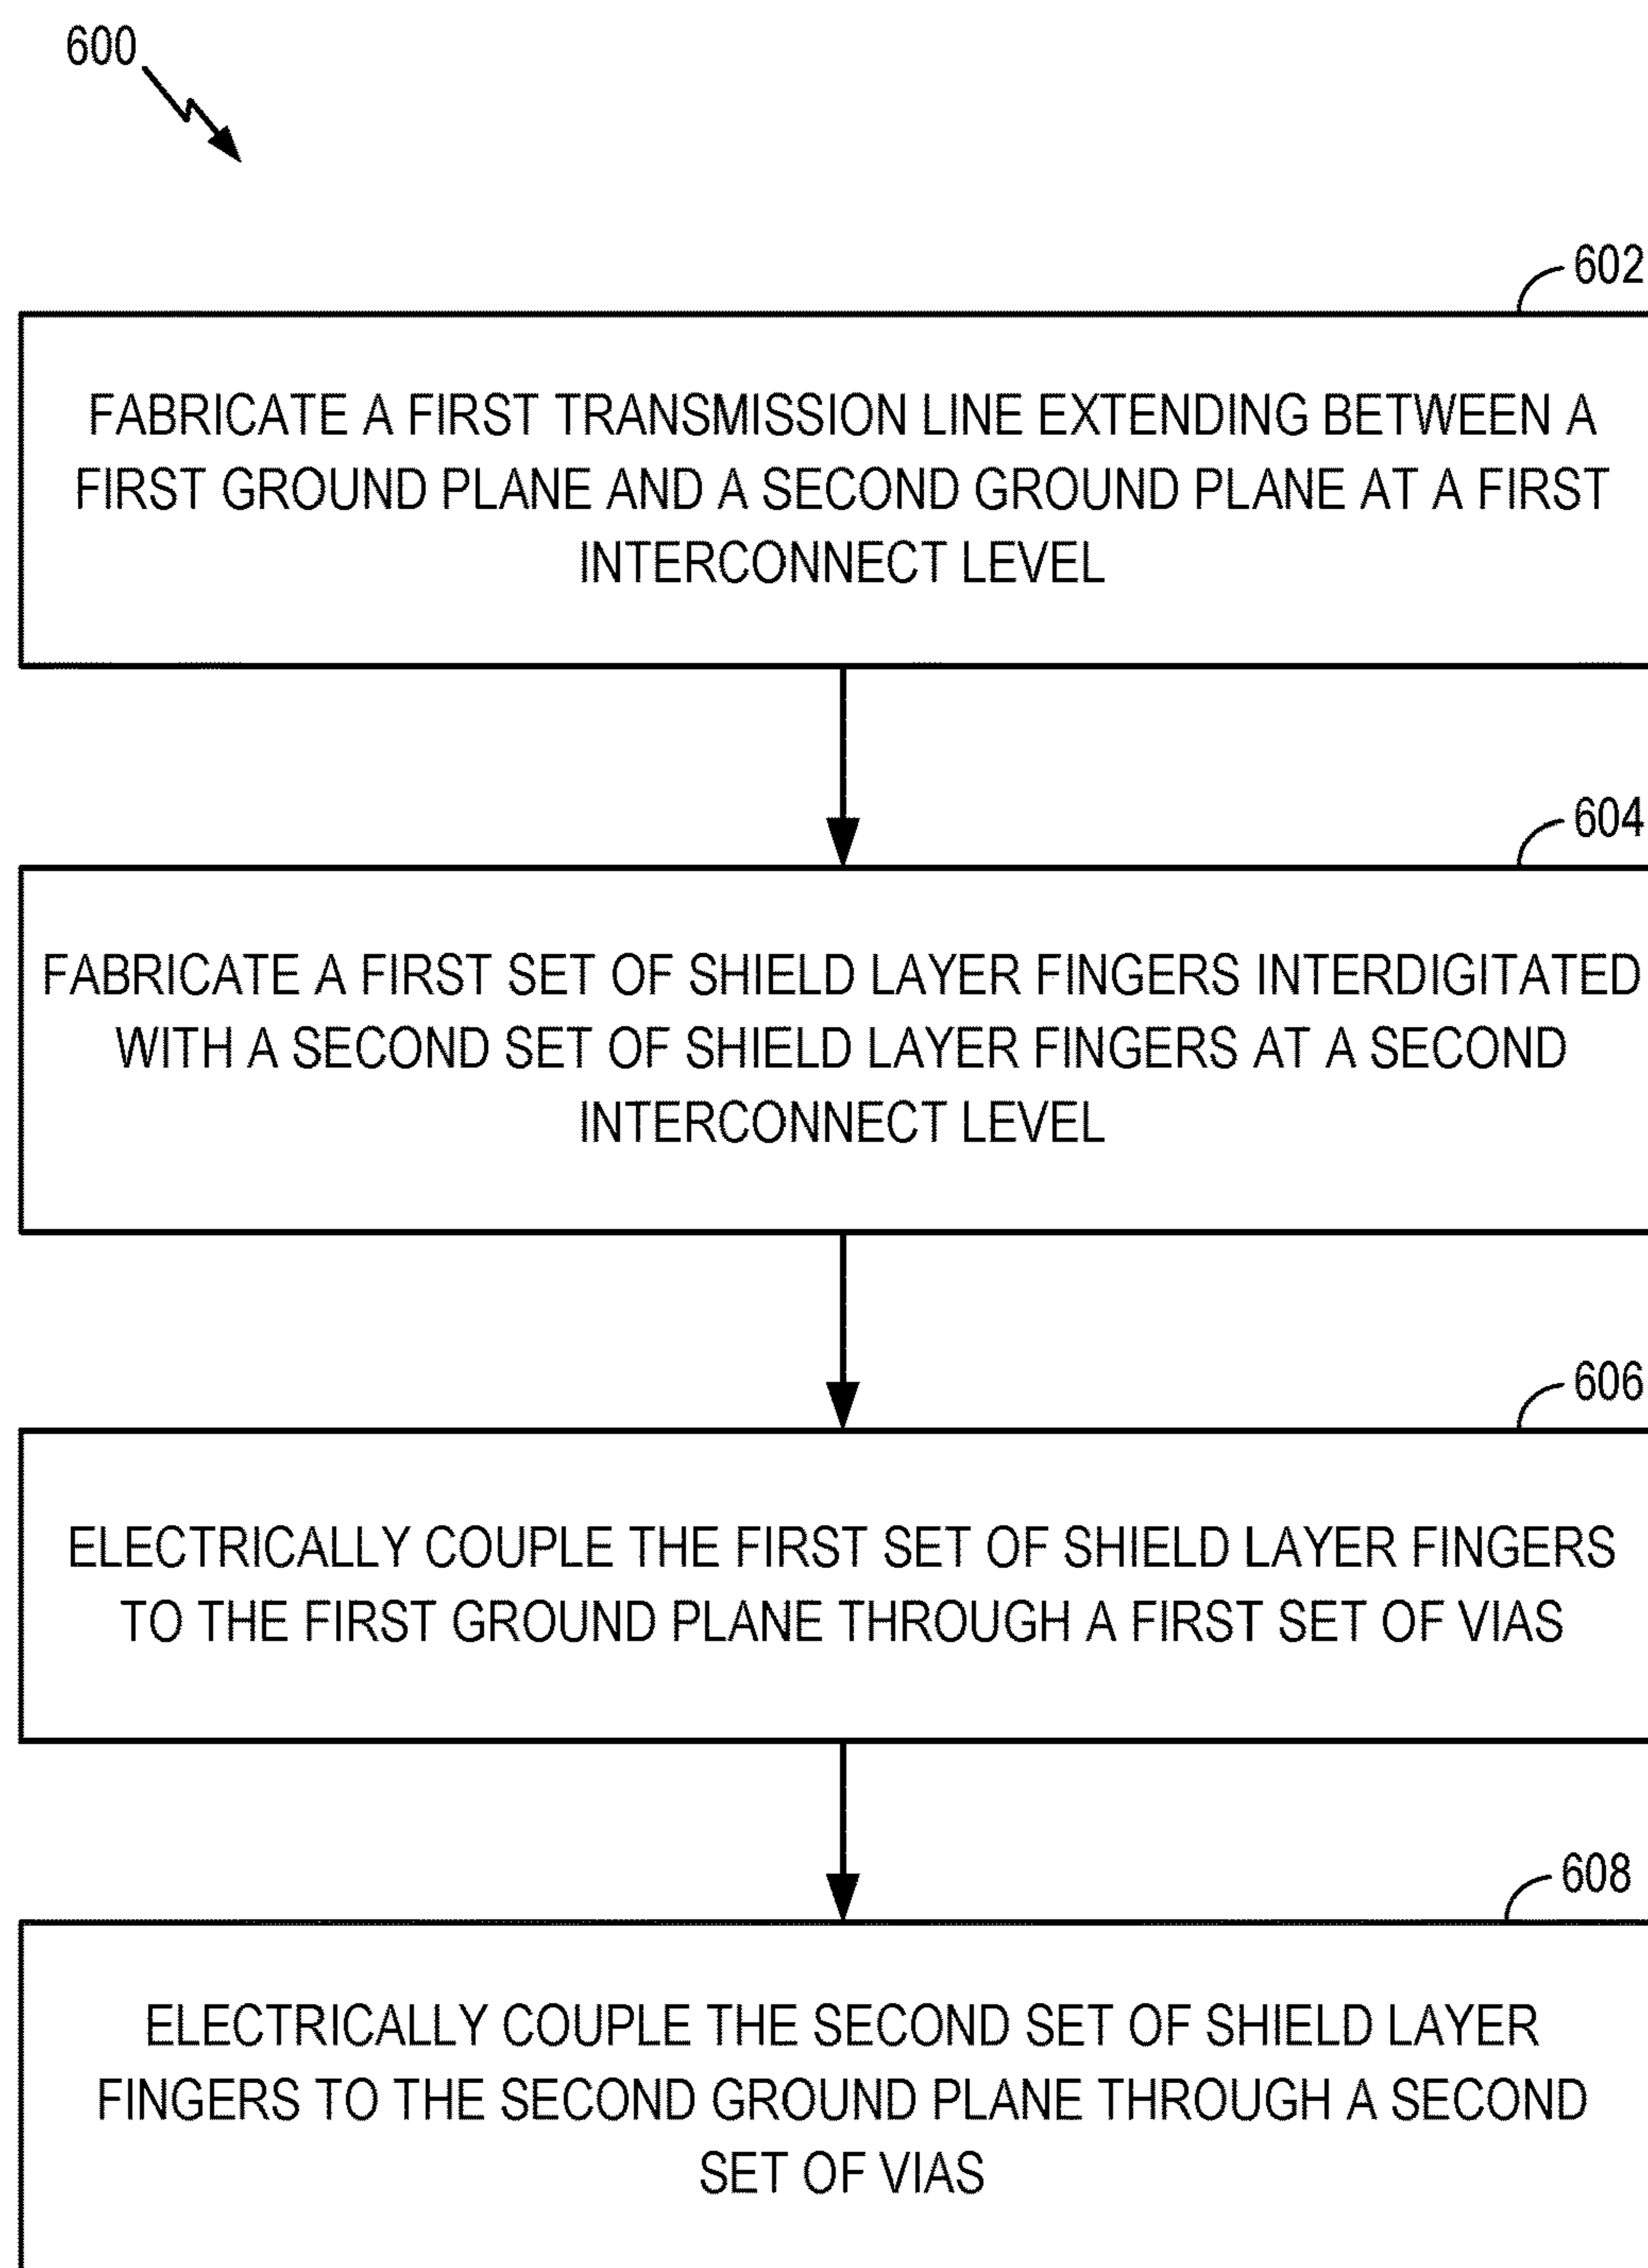 600
602
FABRICATE A FIRST TRANSMISSION LINE EXTENDING BETWEEN A
FIRST GROUND PLANE AND A SECOND GROUND PLANE AT A FIRST
INTERCONNECT LEVEL
604
FABRICATE A FIRST SET OF SHIELD LAYER FINGERS INTERDIGITATED
WITH A SECOND SET OF SHIELD LAYER FINGERS AT A SECOND
INTERCONNECT LEVEL
606
ELECTRICALLY COUPLE THE FIRST SET OF SHIELD LAYER FINGERS
TO THE FIRST GROUND PLANE THROUGH A FIRST SET OF VIAS
608
ELECTRICALLY COUPLE THE SECOND SET OF SHIELD LAYER
FINGERS TO THE SECOND GROUND PLANE THROUGH A SECOND
SET OF VIAS